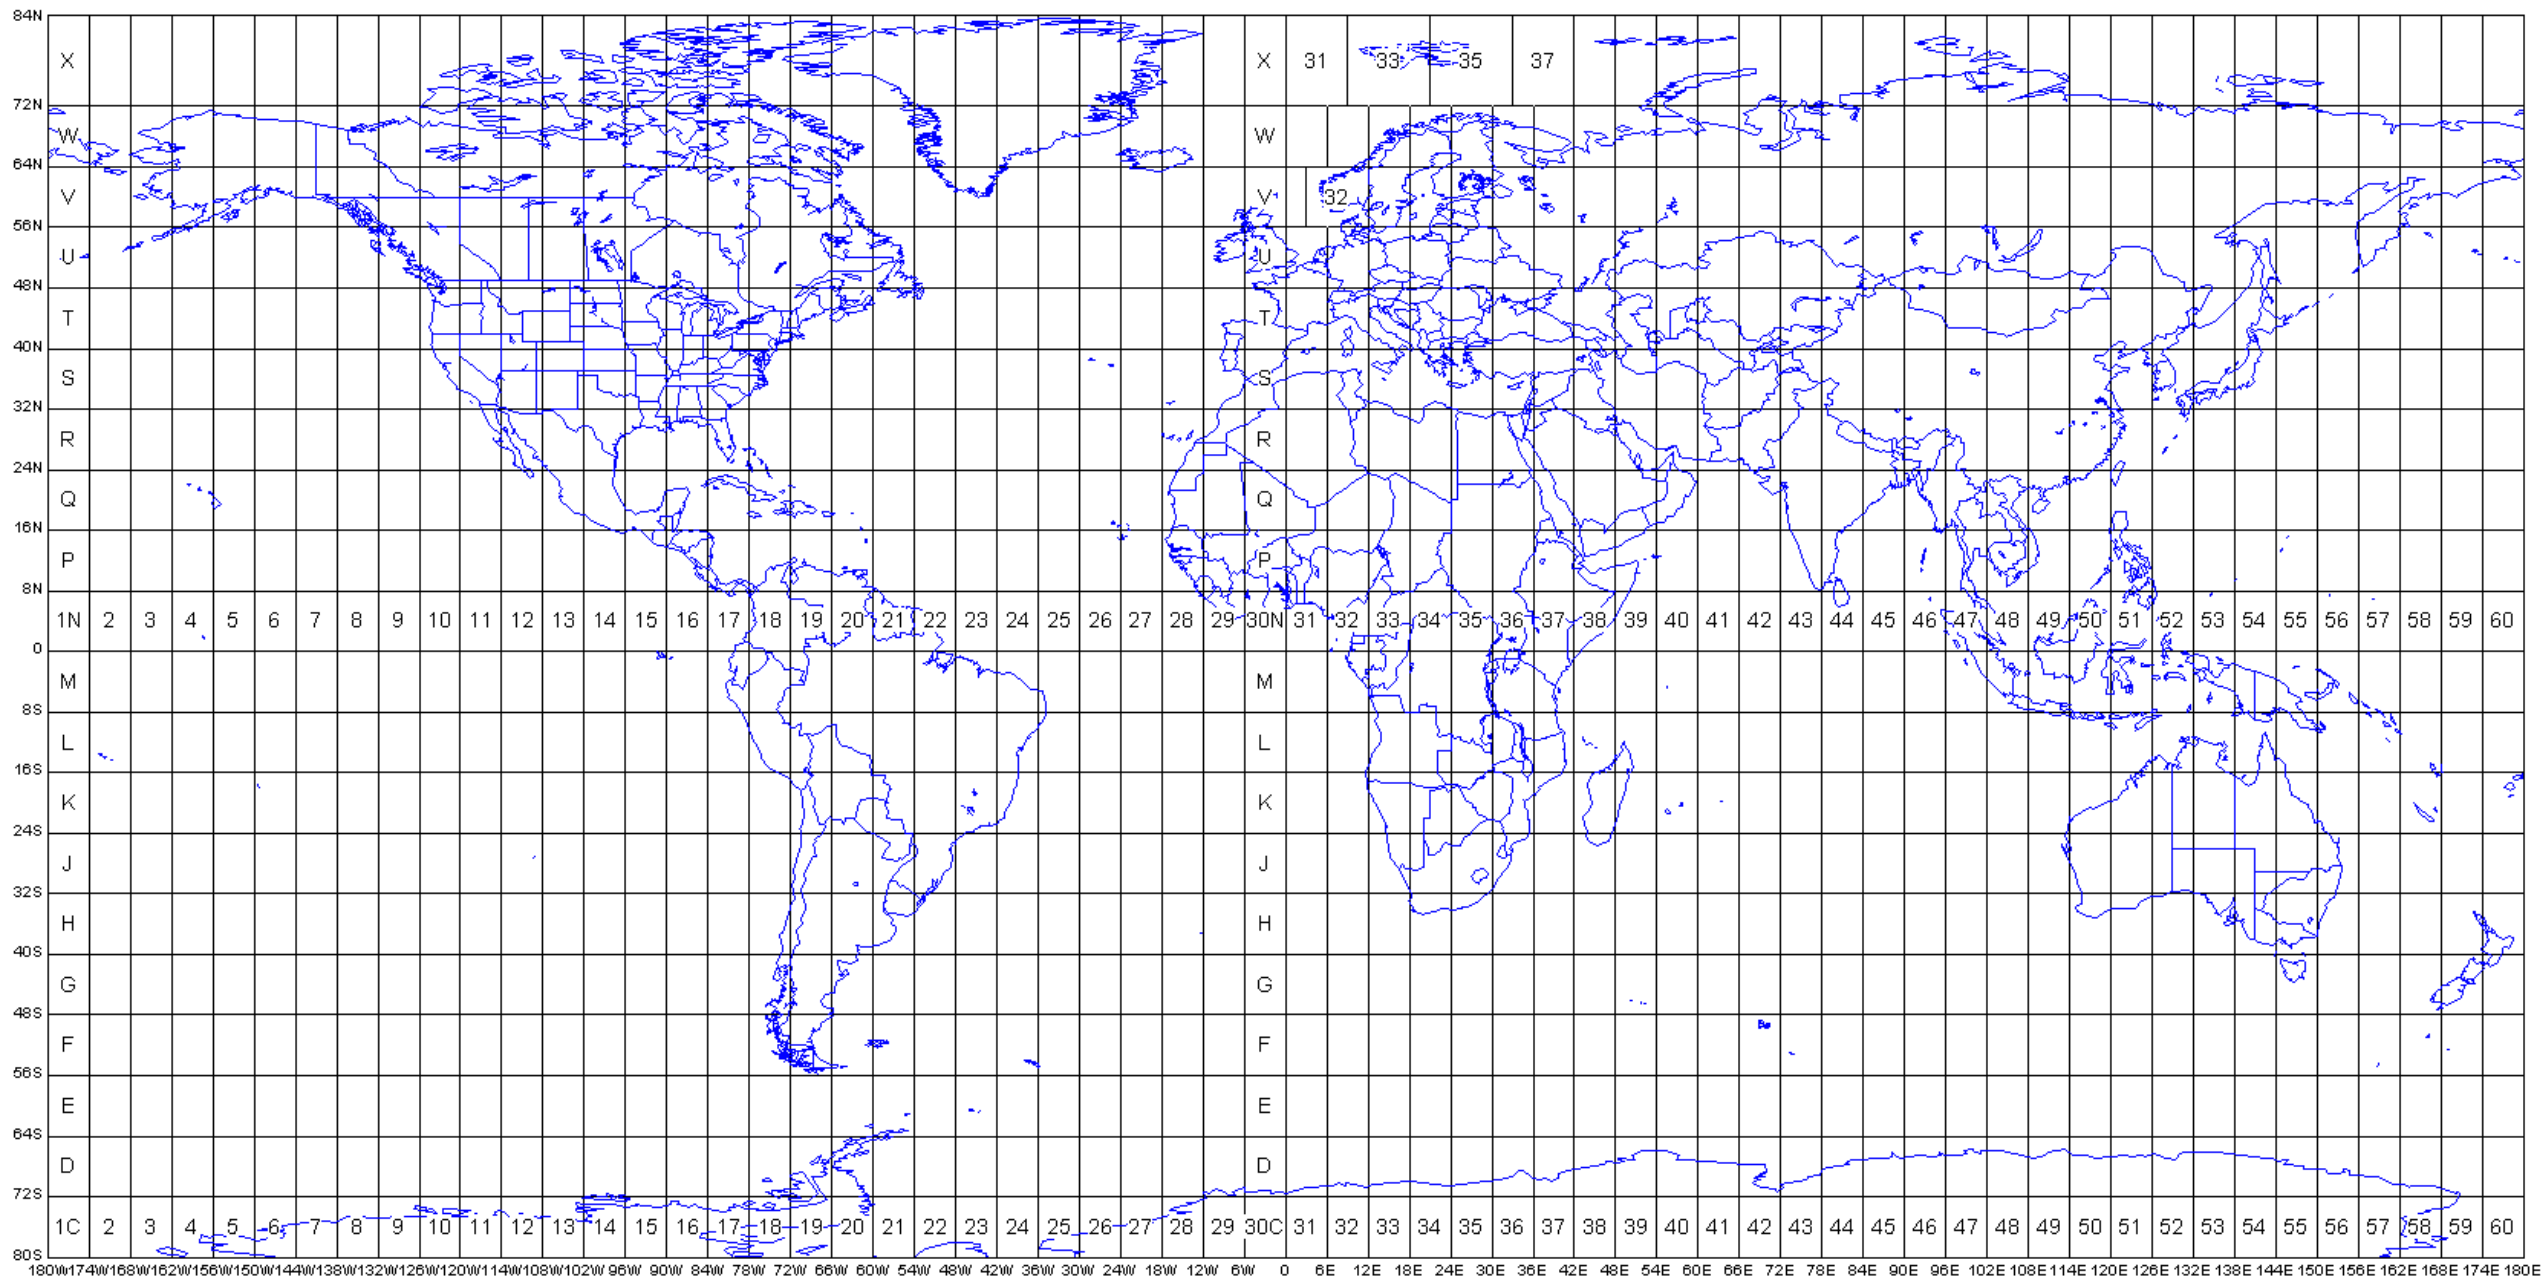 84N
X X 31 33 35 37
72N
W W
64N
V V 32
56N
U U
48N
T T
40N
S S
32N
R R
24N
Q Q
16N
P P
8N
1N 2 3 4 5 6 7 8 9 10 11 12 13 14 15 16 17 18 19 20 21 22 23 24 25 26 27 28 29 30N 31 32 33 34 35 36 37 38 39 40 41 42 43 44 45 46 47 48 49 50 51 52 53 54 55 56 57 58 59 60
0
M M
8S
L L
16S
K K
24S
J J
32S
H H
40S
G G
48S
F F
56S
E E
64S
D D
72S
1C 2 3 4 5 6 7 8 9 10 11 12 13 14 15 16 17 18 19 20 21 22 23 24 25 26 27 28 29 30C 31 32 33 34 35 36 37 38 39 40 41 42 43 44 45 46 47 48 49 50 51 52 53 54 55 56 57 58 59 60
80S
180W 174W 168W 162W 156W 150W 144W 138W 132W 126W 120W 114W 108W 102W 96W 90W 84W 78W 72W 66W 60W 54W 48W 42W 36W 30W 24W 18W 12W 6W 0 6E 12E 18E 24E 30E 36E 42E 48E 54E 60E 66E 72E 78E 84E 90E 96E 102E 108E 114E 120E 126E 132E 138E 144E 150E 156E 162E 168E 174E 180E